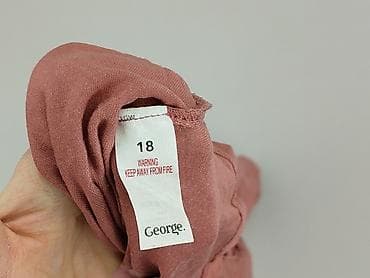 18
WARNING
KEEP AWAY FROM FIRE
George.